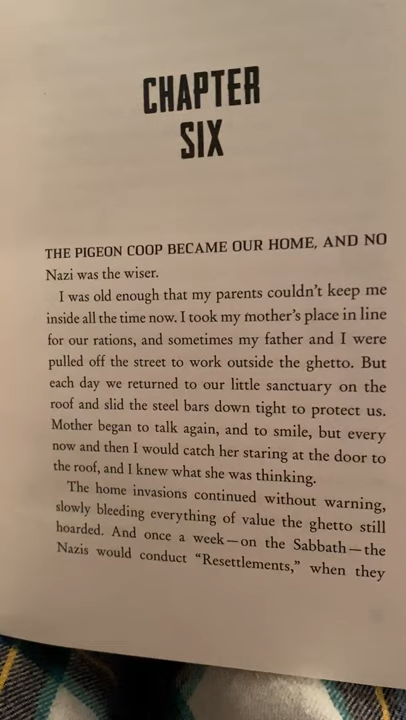 CHAPTER
SIX
THE PIGEON COOP BECAME OUR HOME, AND NO
Nazi was the wiser.
I was old enough that my parents couldn't keep me
inside all the time now. I took my mother's place in line
for our rations, and sometimes my father and I were
pulled off the street to work outside the ghetto. But
each day we returned to our little sanctuary on the
roof and slid the steel bars down tight to protect us.
Mother began to talk again, and to smile, but every
now and then I would catch her staring at the door to
the roof, and I knew what she was thinking.
The home invasions continued without warning,
slowly bleeding everything of value the ghetto still
hoarded. And once a week—on the Sabbath—the
Nazis would conduct “Resettlements,” when they